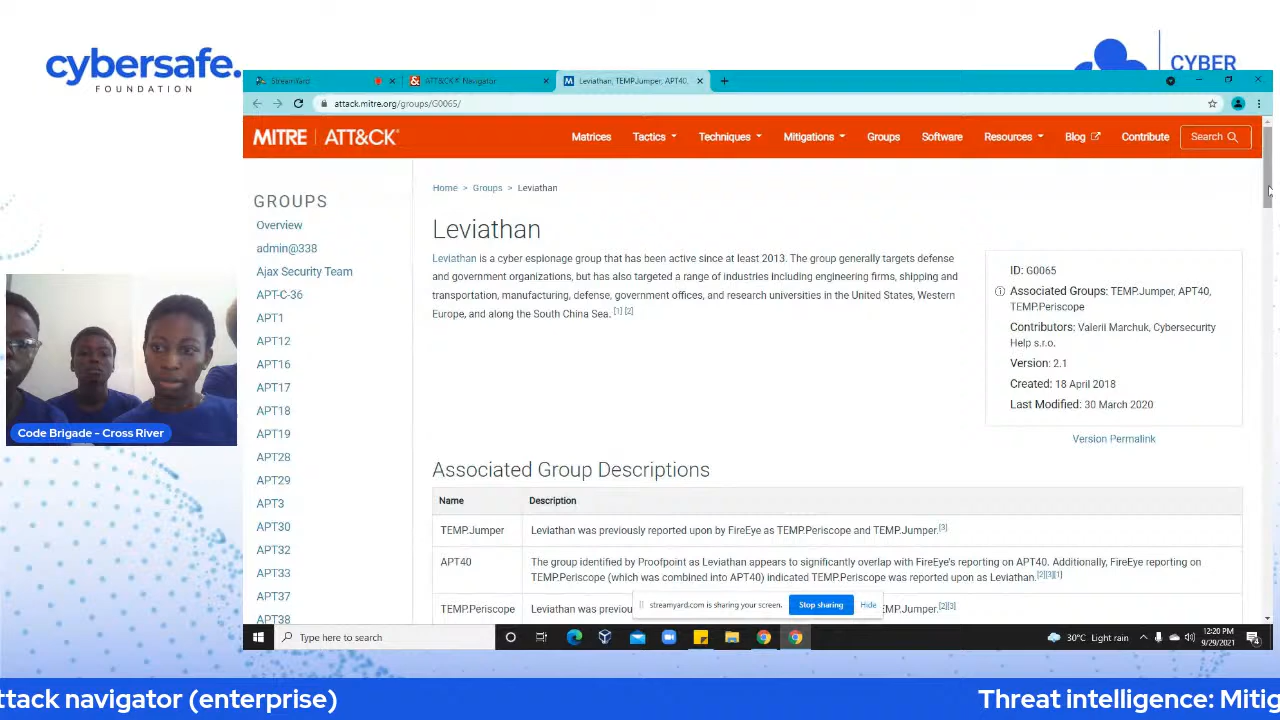 cybersafe.
FOUNDATION
CYBER
StreamYard
ATT&CK® Navigator
Leviathan, TEMP.Jumper, APT40,
attack.mitre.org/groups/G0065/
MITRE | ATT&CK®
Matrices
Tactics
Techniques
Mitigations
Groups
Software
Resources
Blog
Contribute
Search
GROUPS
Overview
admin@338
Ajax Security Team
APT-C-36
APT1
APT12
APT16
APT17
APT18
APT19
APT28
APT29
APT3
APT30
APT32
APT33
APT37
APT38
Home > Groups > Leviathan
Leviathan
Leviathan is a cyber espionage group that has been active since at least 2013. The group generally targets defense
and government organizations, but has also targeted a range of industries including engineering firms, shipping and
transportation, manufacturing, defense, government offices, and research universities in the United States, Western
Europe, and along the South China Sea. [1] [2]
ID: G0065
Associated Groups: TEMP.Jumper, APT40,
TEMP.Periscope
Contributors: Valerii Marchuk, Cybersecurity
Help s.r.o.
Version: 2.1
Created: 18 April 2018
Last Modified: 30 March 2020
Version Permalink
Associated Group Descriptions
Name
Description
TEMP.Jumper
Leviathan was previously reported upon by FireEye as TEMP.Periscope and TEMP.Jumper.[3]
APT40
The group identified by Proofpoint as Leviathan appears to significantly overlap with FireEye's reporting on APT40. Additionally, FireEye reporting on
TEMP.Periscope (which was combined into APT40) indicated TEMP.Periscope was reported upon as Leviathan.[2][3][1]
TEMP.Periscope
Leviathan was previou
EMP.Jumper.[2][3]
streamyard.com is sharing your screen.
Stop sharing
Hide
Code Brigade - Cross River
Type here to search
30°C Light rain
12:20 PM
9/29/2021
4
ttack navigator (enterprise)
Threat intelligence: Mitig